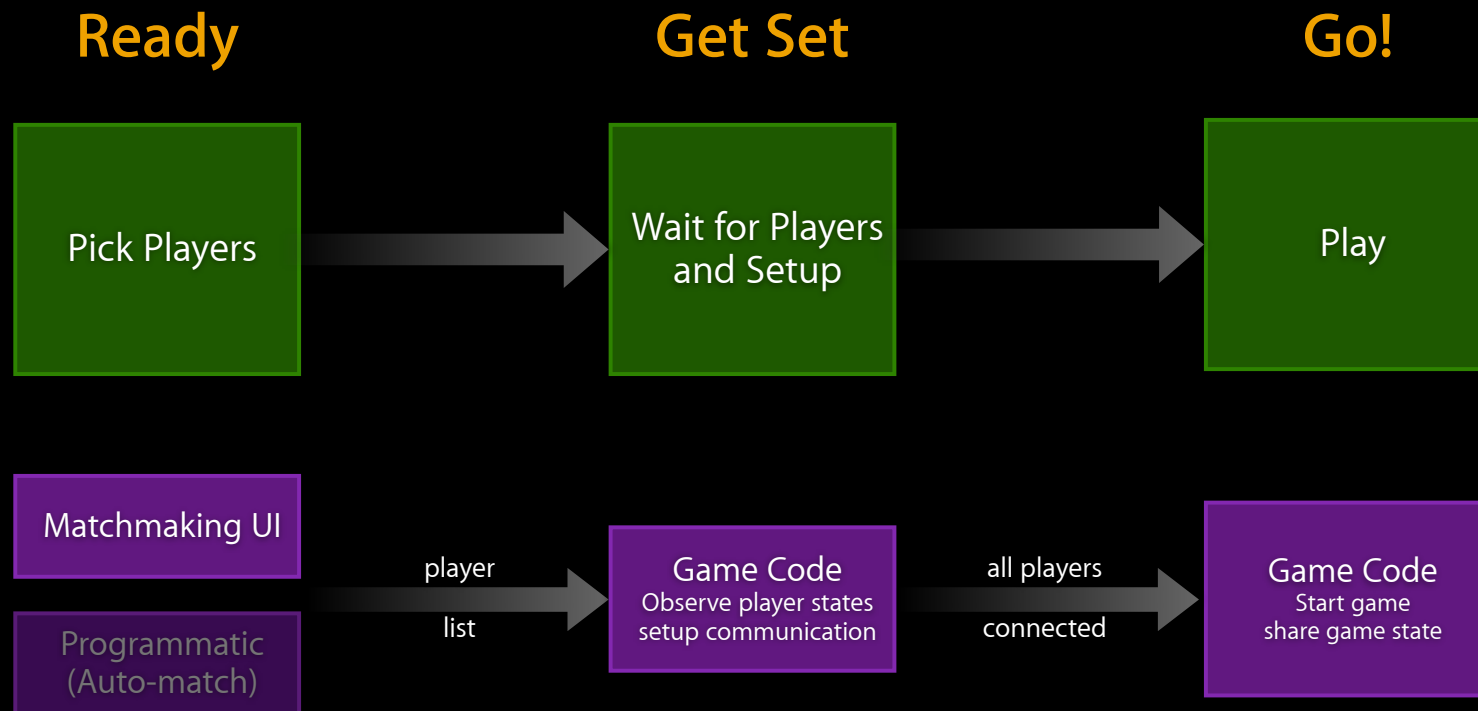 Ready
Get Set
Go!
Pick Players
Wait for Players
and Setup
Play
Matchmaking UI
Programmatic
(Auto-match)
player
list
Game Code
Observe player states
setup communication
all players
connected
Game Code
Start game
share game state